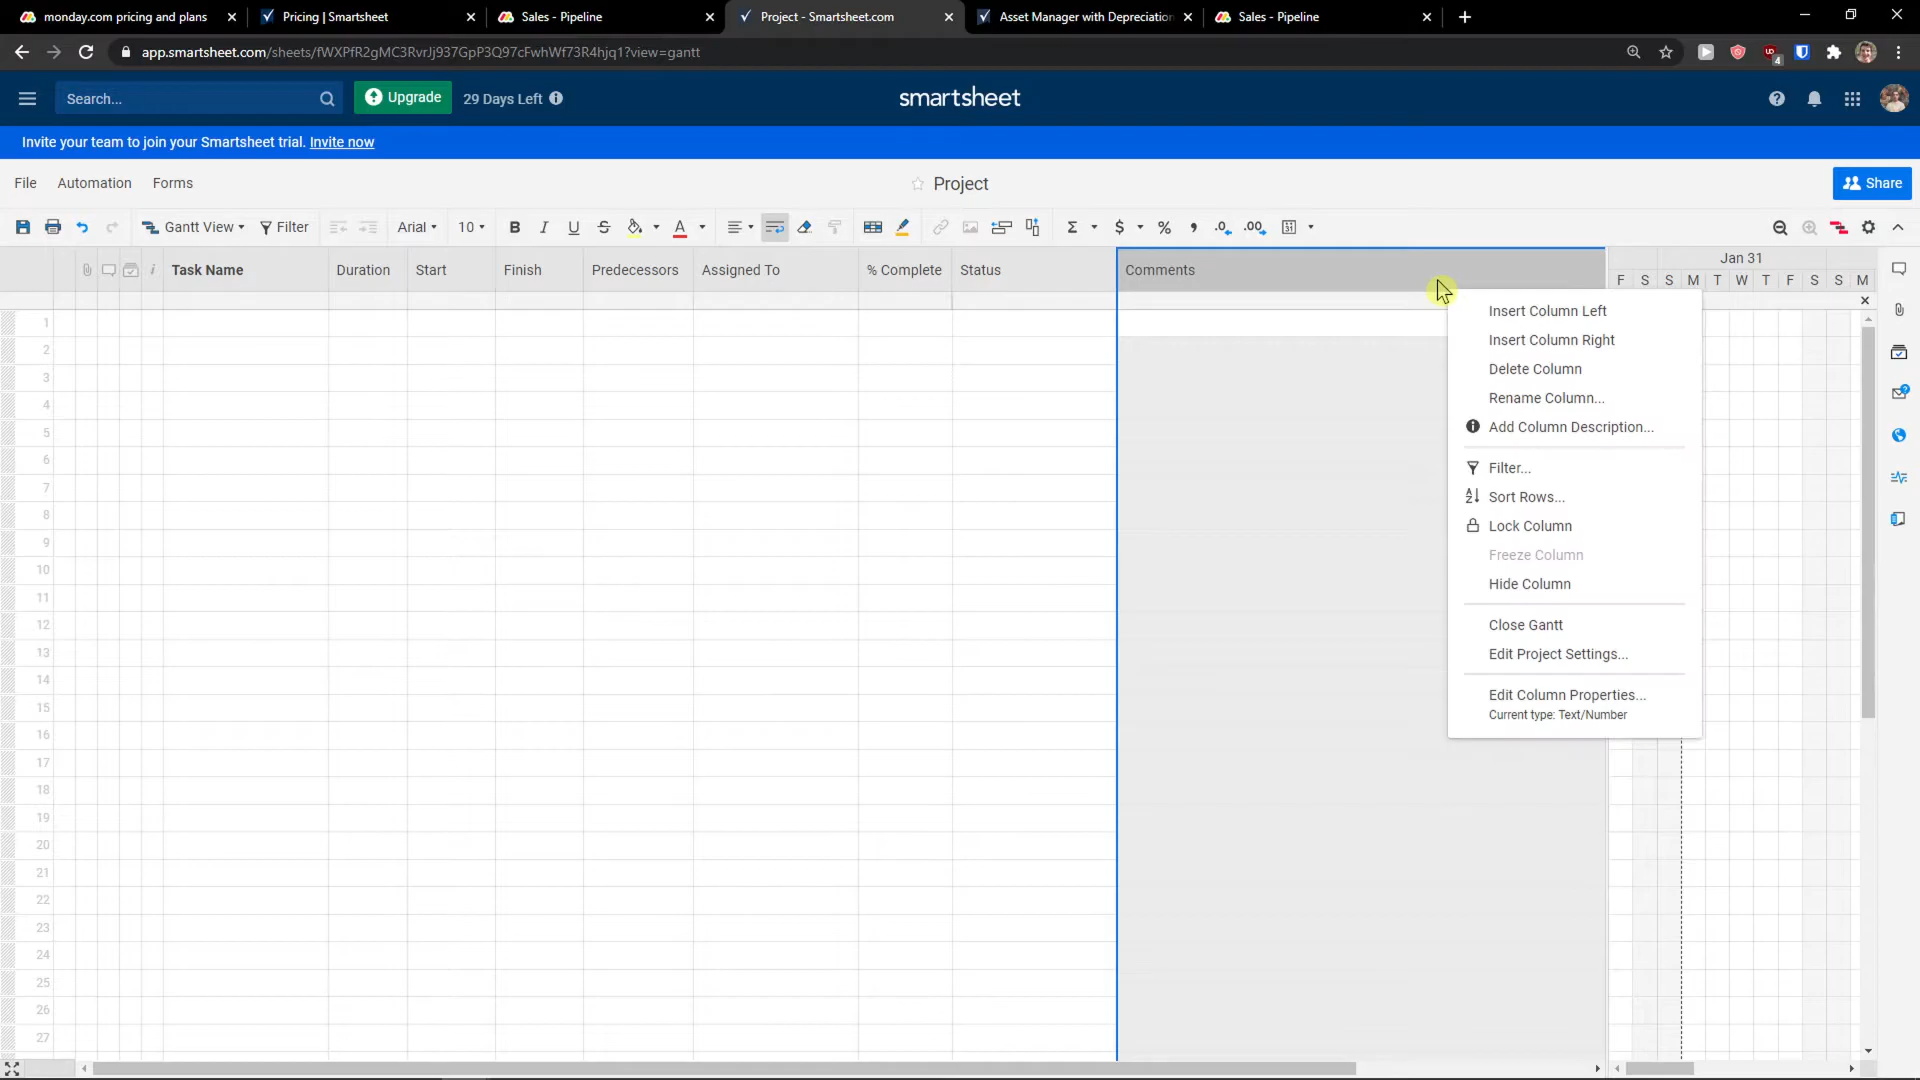 monday.com pricing and plans
Pricing | Smartsheet
Sales - Pipeline
Project - Smartsheet.com
Asset Manager with Depreciation
Sales - Pipeline
app.smartsheet.com/sheets/fWXPfR2gMC3RvrJj937GpP3Q97cFwhWf73R4hjq1?view=gantt
4
Search...
Upgrade
29 Days Left
smartsheet
Invite your team to join your Smartsheet trial. Invite now
File
Automation
Forms
Project
Share
Gantt View
Filter
Arial
10
B
I
U
S
A
Σ
$
%
,
.0
.00
Task Name
Duration
Start
Finish
Predecessors
Assigned To
% Complete
Status
Comments
Jan 31
F S S M T W T F S S M
1
2
3
4
5
6
7
8
9
10
11
12
13
14
15
16
17
18
19
20
21
22
23
24
25
26
27
Insert Column Left
Insert Column Right
Delete Column
Rename Column...
Add Column Description...
Filter...
Sort Rows...
Lock Column
Freeze Column
Hide Column
Close Gantt
Edit Project Settings...
Edit Column Properties...
Current type: Text/Number